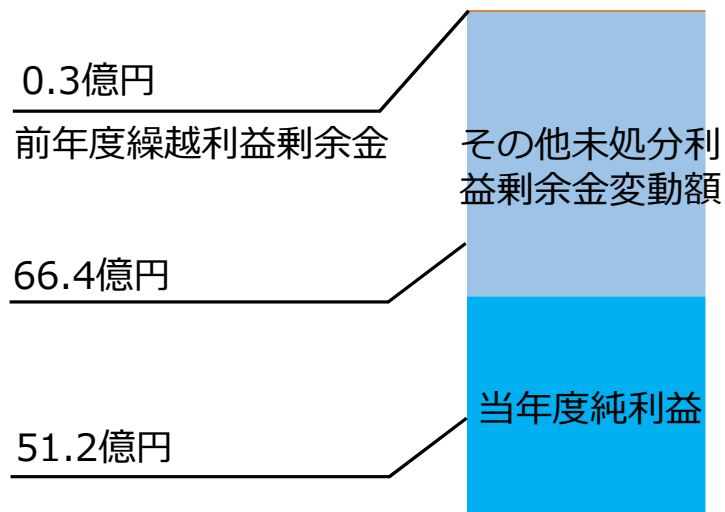 0.3億円
前年度繰越利益剰余金
その他未処分利
益剰余金変動額
66.4億円
当年度純利益
51.2億円